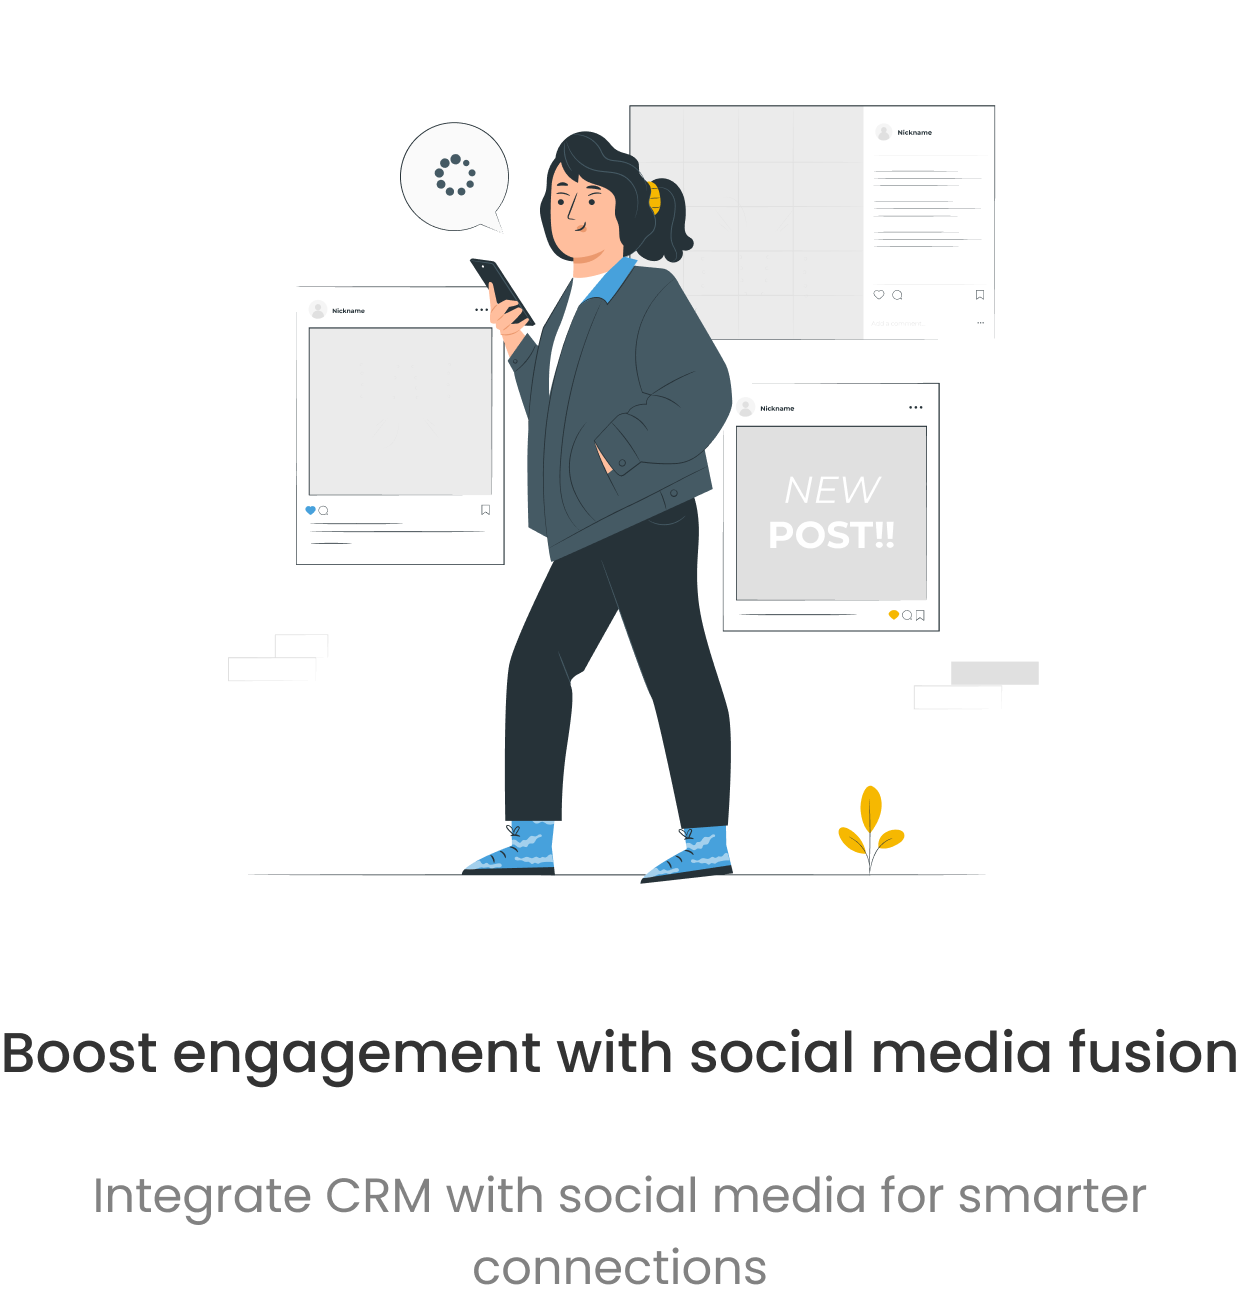 Nickname
Nickname
Nickname
NEW
POST!!
Boost engagement with social media fusion
Integrate CRM with social media for smarter
connections